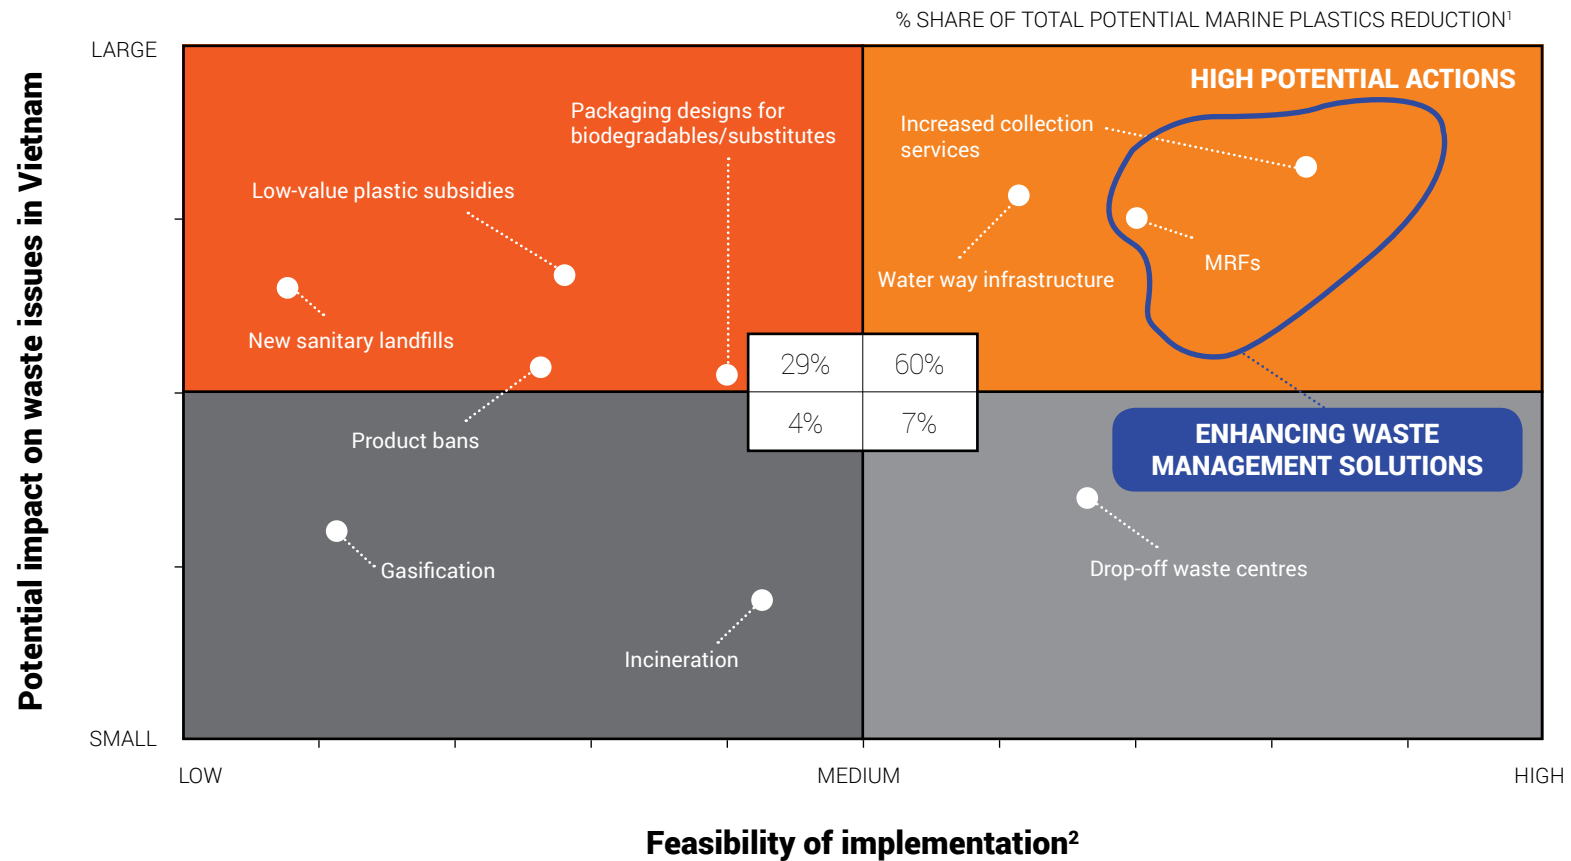 % SHARE OF TOTAL POTENTIAL MARINE PLASTICS REDUCTION¹
LARGE
HIGH POTENTIAL ACTIONS
Packaging designs for
biodegradables/substitutes
Increased collection
services
Low-value plastic subsidies
MRFs
Water way infrastructure
New sanitary landfills
29%
60%
4%
7%
Product bans
ENHANCING WASTE
MANAGEMENT SOLUTIONS
Gasification
Drop-off waste centres
Incineration
Potential impact on waste issues in Vietnam
SMALL
LOW
MEDIUM
HIGH
Feasibility of implementation²